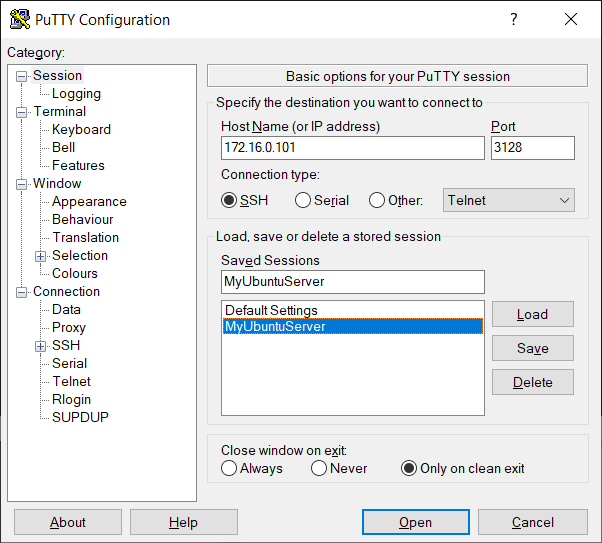 PuTTY Configuration
Category:
Session
Logging
Terminal
Keyboard
Bell
Features
Window
Appearance
Behaviour
Translation
Selection
Colours
Connection
Data
Proxy
SSH
Serial
Telnet
Rlogin
SUPDUP
Basic options for your PuTTY session
Specify the destination you want to connect to
Host Name (or IP address) Port
172.16.0.101 3128
Connection type:
SSH Serial Other: Telnet
Load, save or delete a stored session
Saved Sessions
MyUbuntuServer
Default Settings
MyUbuntuServer
Load
Save
Delete
Close window on exit:
Always Never Only on clean exit
About Help Open Cancel